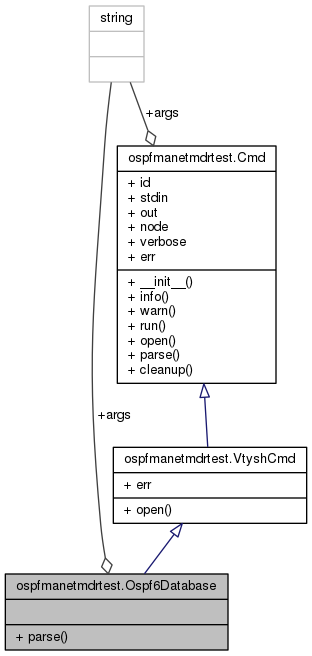 string
+args
ospfmanetmdrtest.Cmd
+ id
+ stdin
+ out
+ node
+ verbose
+ err
+ __init__()
+ info()
+ warn()
+ run()
+ open()
+ parse()
+ cleanup()
+args
ospfmanetmdrtest.VtyshCmd
+ err
+ open()
ospfmanetmdrtest.Ospf6Database
+ parse()